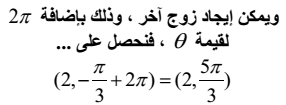 ويمكن إيجاد زوج آخر ، وذلك بإضافة 2π
لقيمة θ ، فنحصل على ...
(2,-π/3+2π)=(2,5π/3)